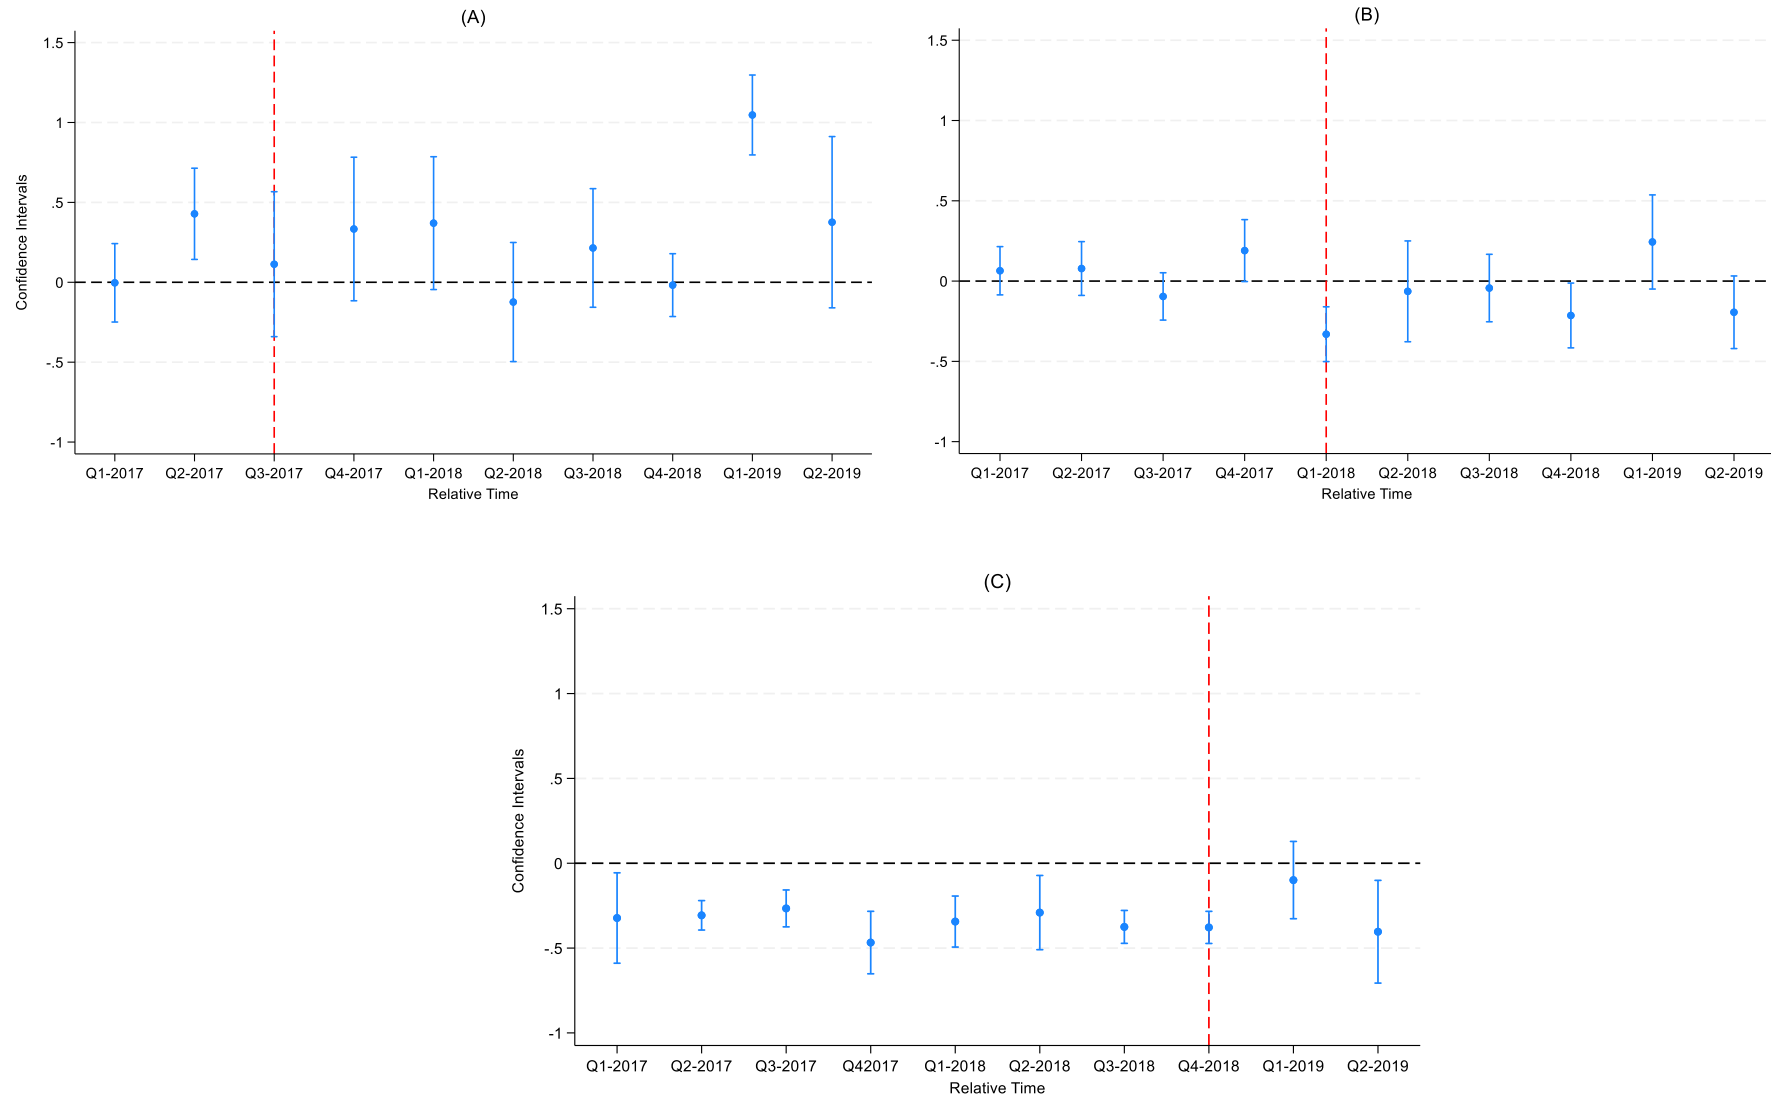 (A)
1.5
1
.5
0
-.5
-1
Confidence Intervals
Q1-2017 Q2-2017 Q3-2017 Q4-2017 Q1-2018 Q2-2018 Q3-2018 Q4-2018 Q1-2019 Q2-2019
Relative Time
(B)
1.5
1
.5
0
-.5
-1
Q1-2017 Q2-2017 Q3-2017 Q4-2017 Q1-2018 Q2-2018 Q3-2018 Q4-2018 Q1-2019 Q2-2019
Relative Time
(C)
1.5
1
.5
0
-.5
-1
Confidence Intervals
Q1-2017 Q2-2017 Q3-2017 Q42017 Q1-2018 Q2-2018 Q3-2018 Q4-2018 Q1-2019 Q2-2019
Relative Time